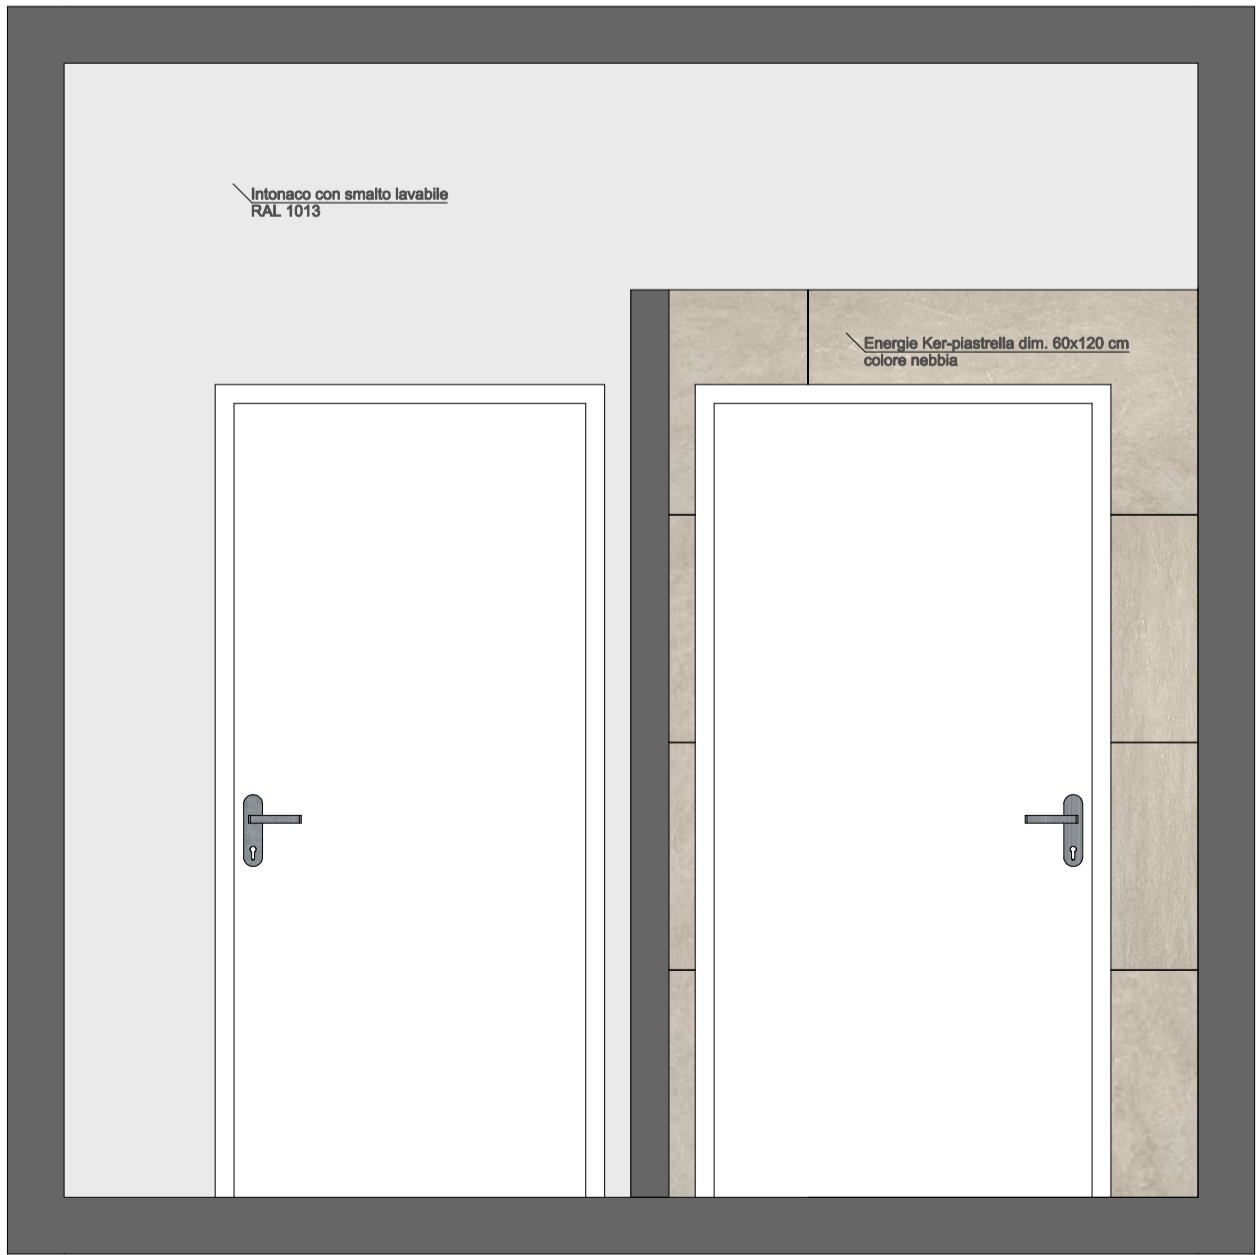 Intonaco con smalto lavabile
RAL 1013
Energie Ker-piastrella dim. 60x120 cm
colore nebbia